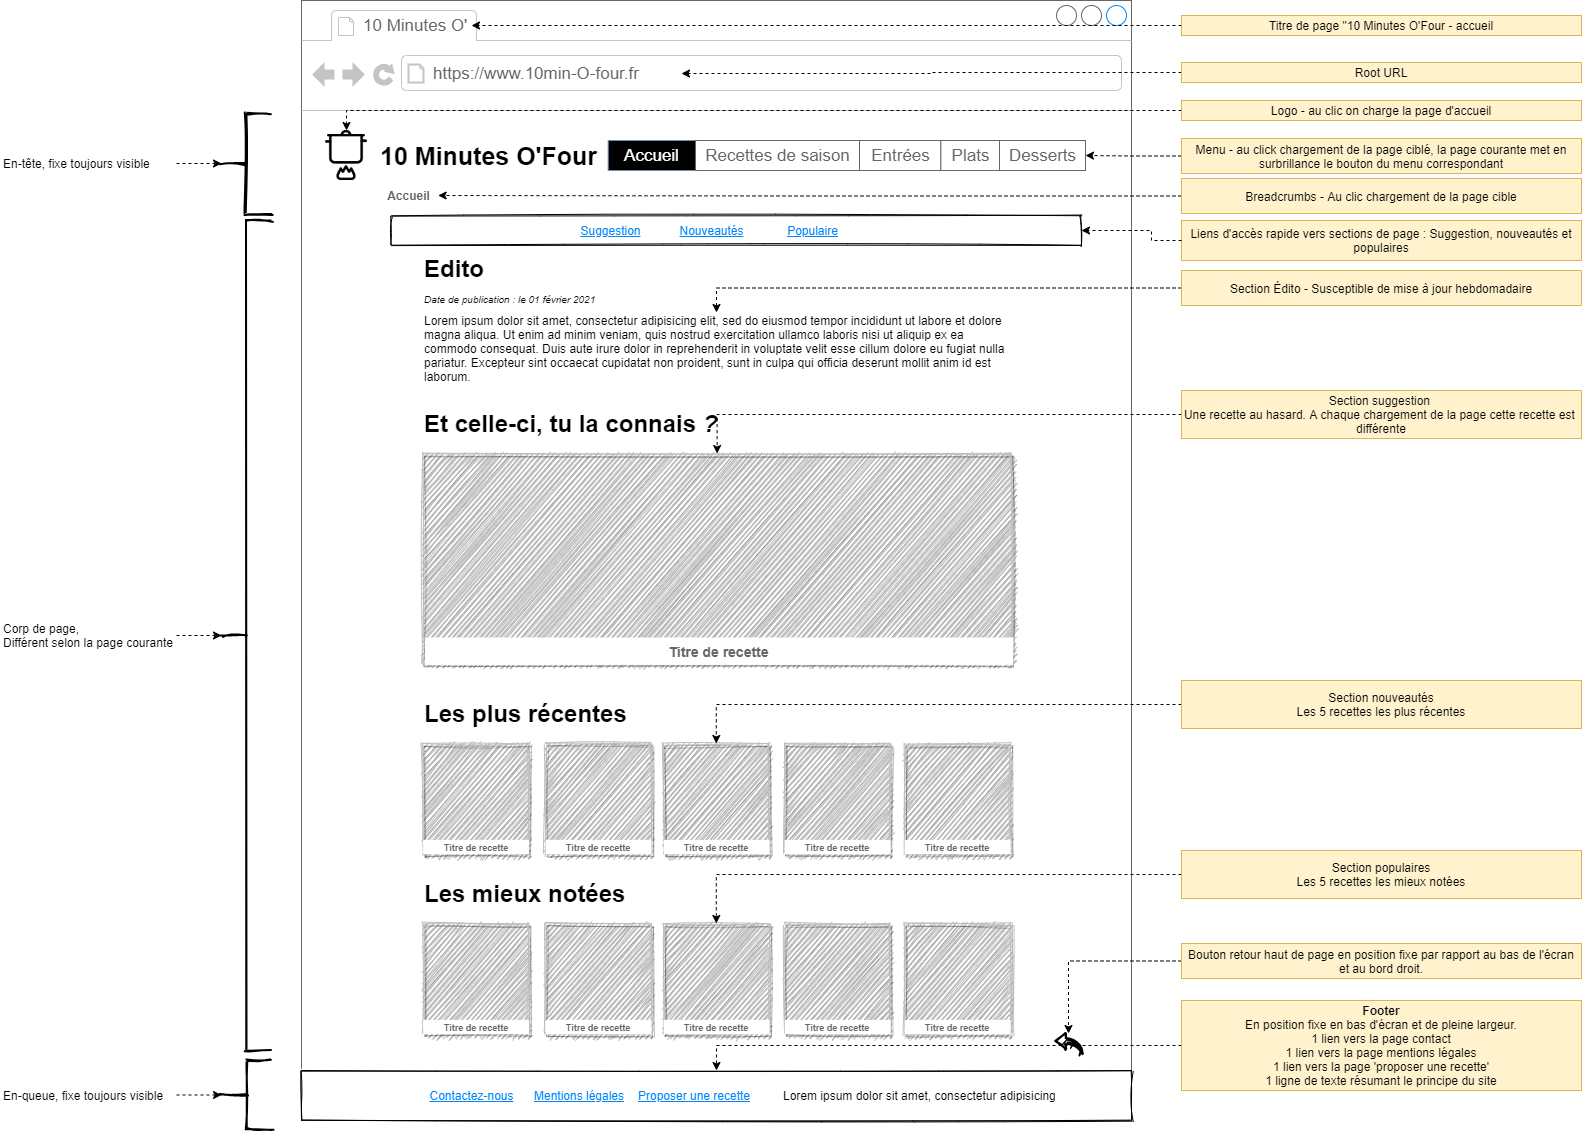 10 Minutes O'
Titre de page "10 Minutes O'Four - accueil
https://www.10min-O-four.fr
Root URL
Logo - au clic on charge la page d'accueil
En-tête, fixe toujours visible
10 Minutes O'Four
Accueil
Recettes de saison
Entrées
Plats
Desserts
Menu - au click chargement de la page ciblé, la page courante met en
surbrillance le bouton du menu correspondant
Accueil
Breadcrumbs - Au clic chargement de la page cible
Suggestion
Nouveautés
Populaire
Liens d'accès rapide vers sections de page : Suggestion, nouveautés et
populaires
Edito
Date de publication : le 01 février 2021
Section Édito - Susceptible de mise à jour hebdomadaire
Lorem ipsum dolor sit amet, consectetur adipisicing elit, sed do eiusmod tempor incididunt ut labore et dolore
magna aliqua. Ut enim ad minim veniam, quis nostrud exercitation ullamco laboris nisi ut aliquip ex ea
commodo consequat. Duis aute irure dolor in reprehenderit in voluptate velit esse cillum dolore eu fugiat nulla
pariatur. Excepteur sint occaecat cupidatat non proident, sunt in culpa qui officia deserunt mollit anim id est
laborum.
Et celle-ci, tu la connais ?
Section suggestion
Une recette au hasard. A chaque chargement de la page cette recette est
différente
Corp de page,
Différent selon la page courante
Titre de recette
Les plus récentes
Section nouveautés
Les 5 recettes les plus récentes
Titre de recette
Titre de recette
Titre de recette
Titre de recette
Titre de recette
Les mieux notées
Section populaires
Les 5 recettes les mieux notées
Titre de recette
Titre de recette
Titre de recette
Titre de recette
Titre de recette
Bouton retour haut de page en position fixe par rapport au bas de l'écran
et au bord droit.
Footer
En position fixe en bas d'écran et de pleine largeur.
1 lien vers la page contact
1 lien vers la page mentions légales
1 lien vers la page 'proposer une recette'
1 ligne de texte résumant le principe du site
En-queue, fixe toujours visible
Contactez-nous
Mentions légales
Proposer une recette
Lorem ipsum dolor sit amet, consectetur adipisicing